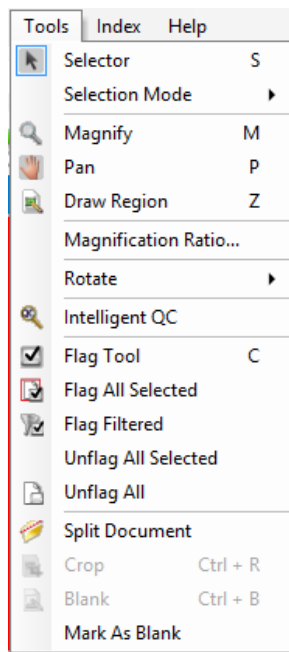 Tools Index Help
Selector S
Selection Mode
Magnify M
Pan P
Draw Region Z
Magnification Ratio...
Rotate
Intelligent QC
Flag Tool C
Flag All Selected
Flag Filtered
Unflag All Selected
Unflag All
Split Document
Crop Ctrl + R
Blank Ctrl + B
Mark As Blank